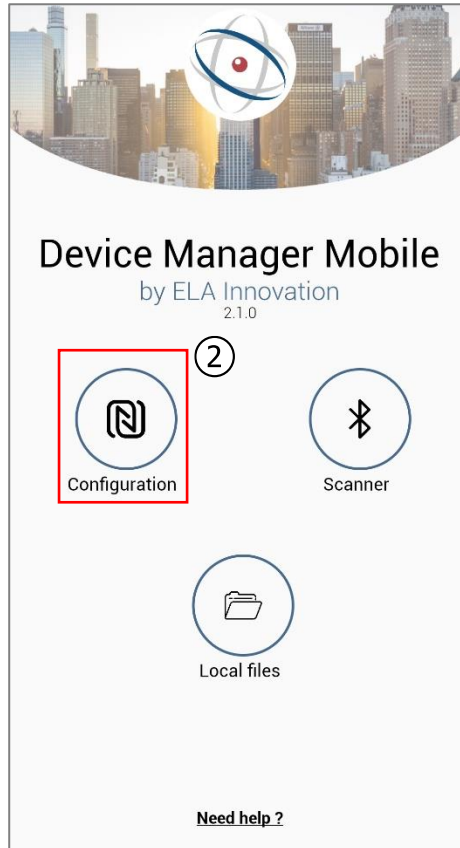 Device Manager Mobile
by ELA Innovation
2.1.0
②
Configuration
Scanner
Local files
Need help ?